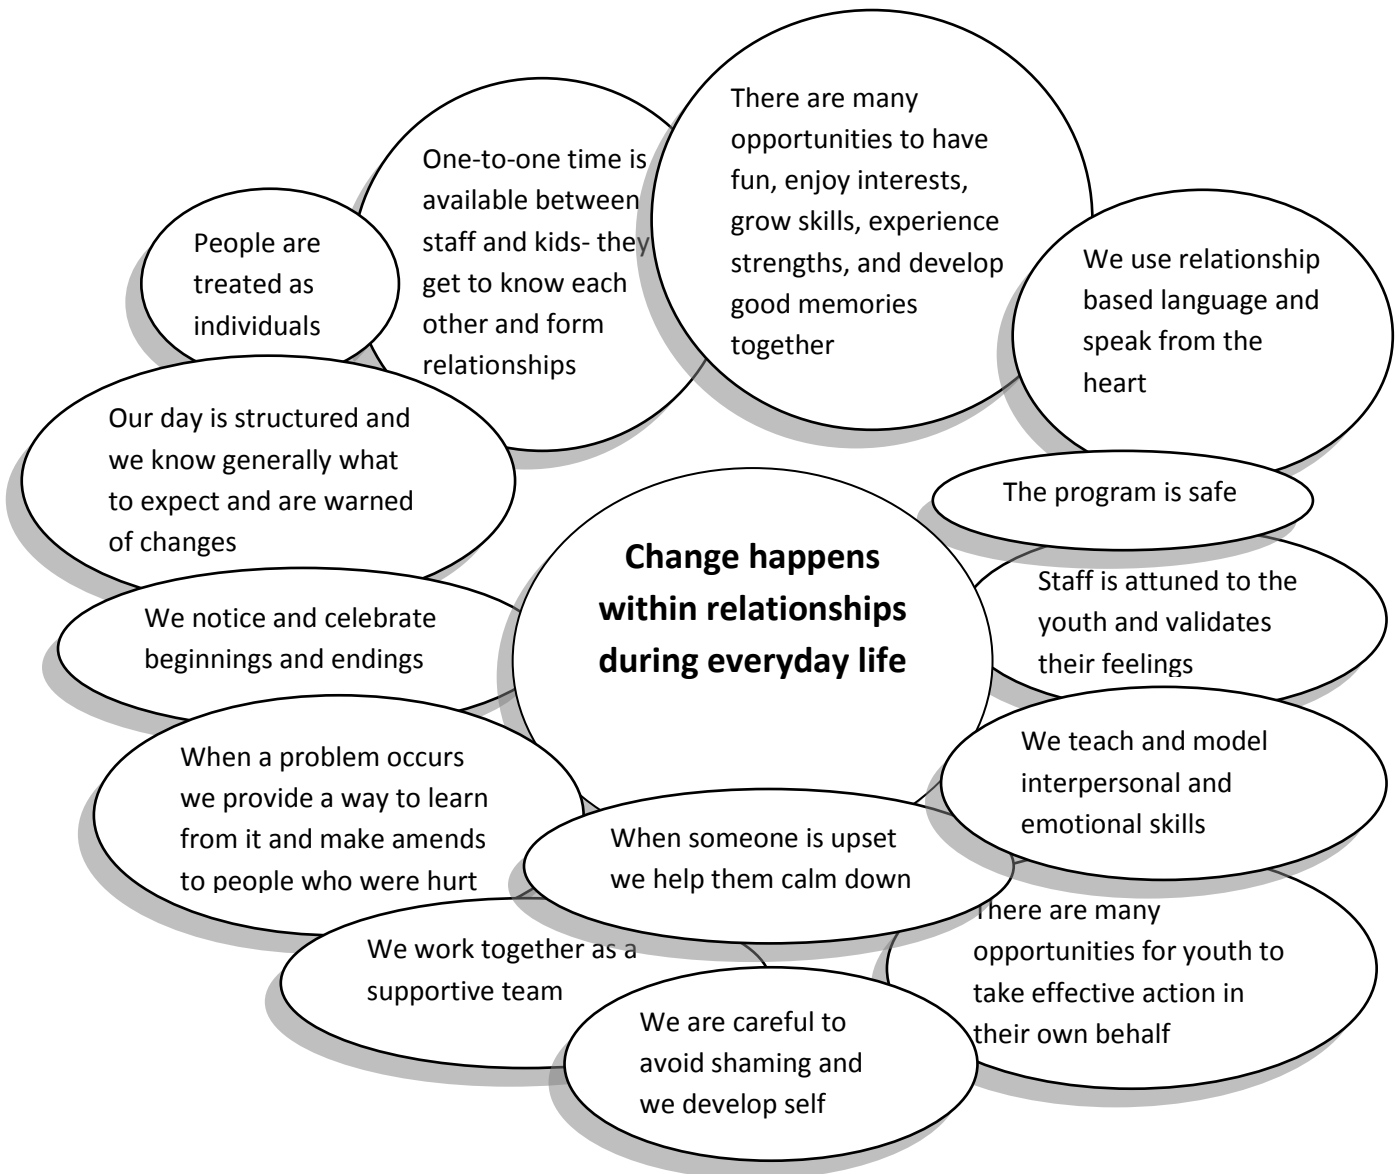 There are many
opportunities to have
fun, enjoy interests,
grow skills, experience
strengths, and develop
good memories
together
One-to-one time is
available between
staff and kids- they
get to know each
other and form
relationships
People are
treated as
individuals
We use relationship
based language and
speak from the
heart
Our day is structured and
we know generally what
to expect and are warned
of changes
The program is safe
Change happens
within relationships
during everyday life
Staff is attuned to the
youth and validates
their feelings
We notice and celebrate
beginnings and endings
We teach and model
interpersonal and
emotional skills
When a problem occurs
we provide a way to learn
from it and make amends
to people who were hurt
When someone is upset
we help them calm down
There are many
opportunities for youth to
take effective action in
their own behalf
We work together as a
supportive team
We are careful to
avoid shaming and
we develop self